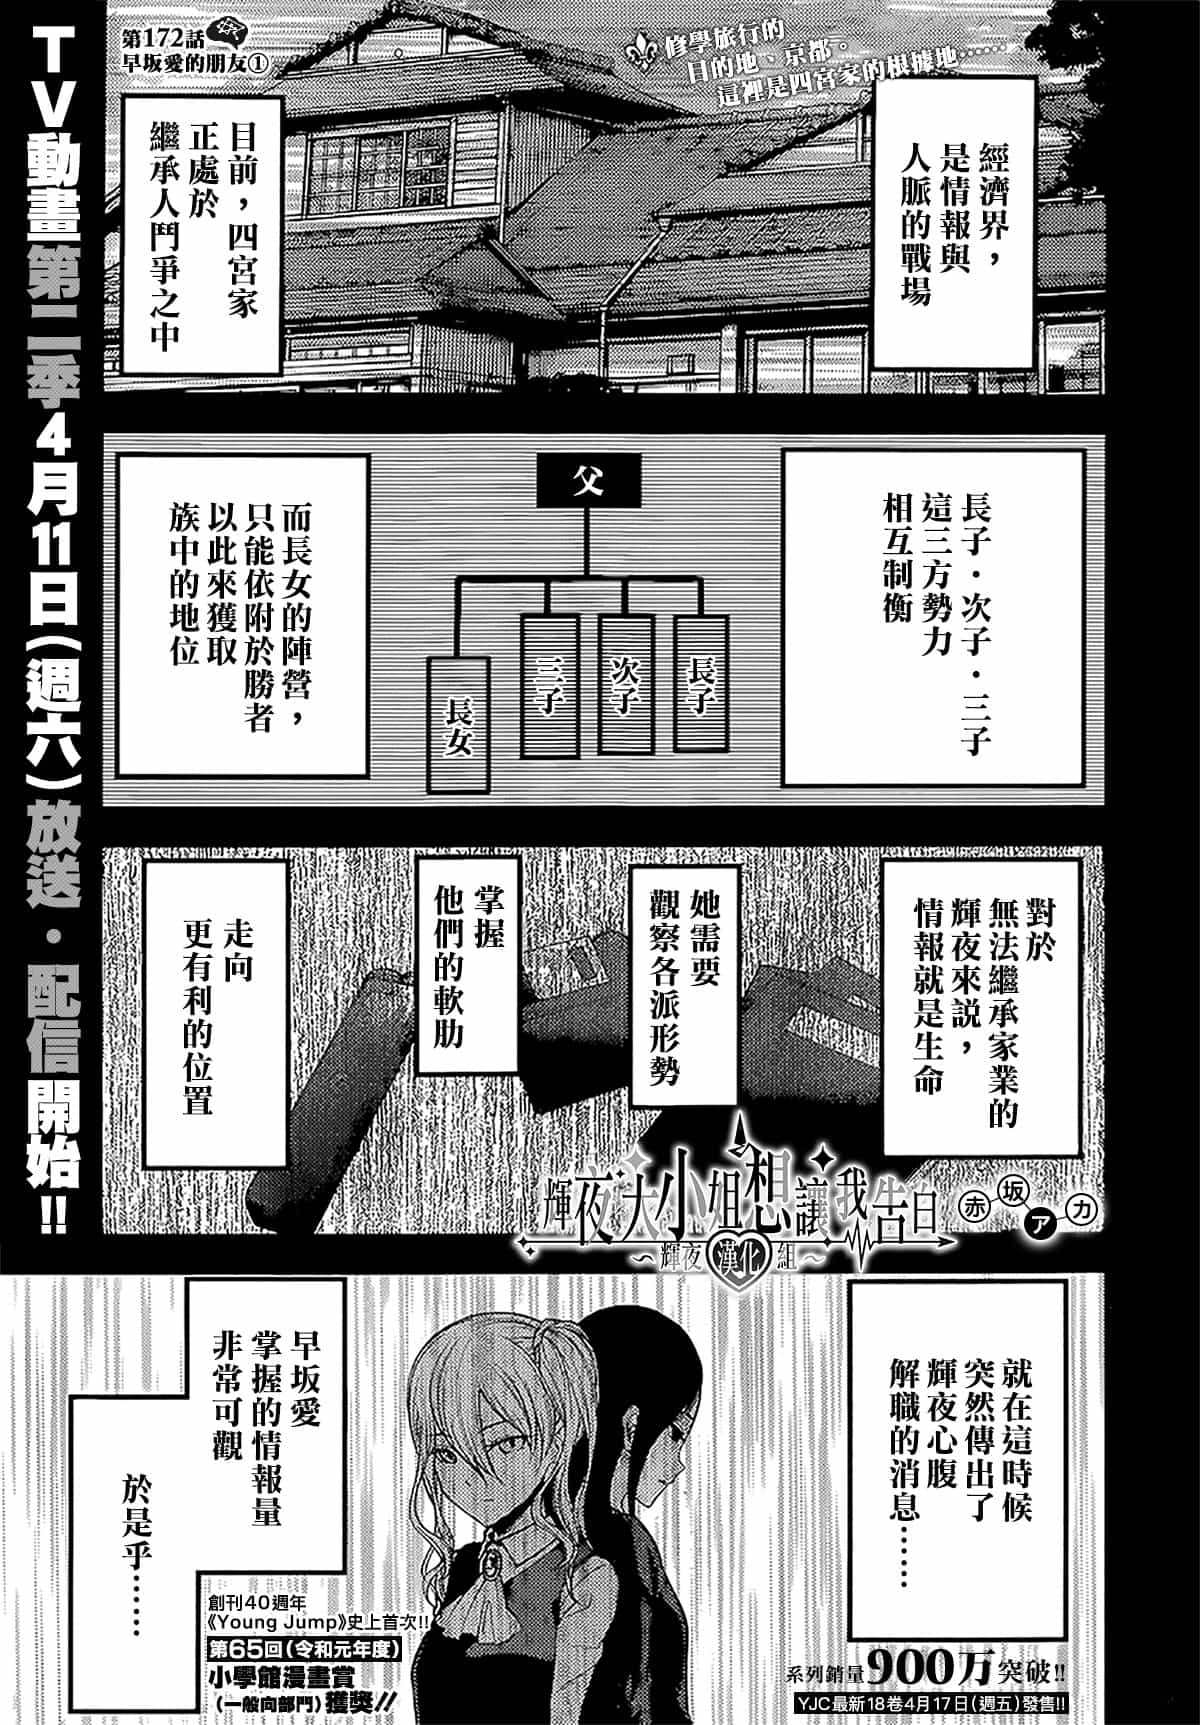 第172話
早坂愛的朋友①
修學旅行的
目的地、京都。
這裡是四宮家的根據地……
經濟界，
是情報與
人脈的戰場
目前，四宮家
正處於
繼承人鬥爭之中
長子·次子·三子
這三方勢力
相互制衡
父
長子
次子
三子
長女
而長女的陣營，
只能依附於勝者
以此來獲取
族中的地位
對於
無法繼承家業的
輝夜來說，
情報就是生命
她需要
觀察各派形勢
掌握
他們的軟肋
走向
更有利的位置
輝夜大小姐想讓我告白
赤坂アカ
～輝夜漢化組～
就在這時候
突然傳出了
輝夜心腹
解職的消息……
早坂愛
掌握的情報量
非常可觀
於是乎……
創刊40週年
《Young Jump》史上首次!!
第65回(令和元年度)
小學館漫畫賞
(一般向部門)獲獎!!
系列銷量900万突破!!
YJC最新18卷4月17日(週五)發售!!
TV動畫第二季4月11日(週六)放送·配信開始!!